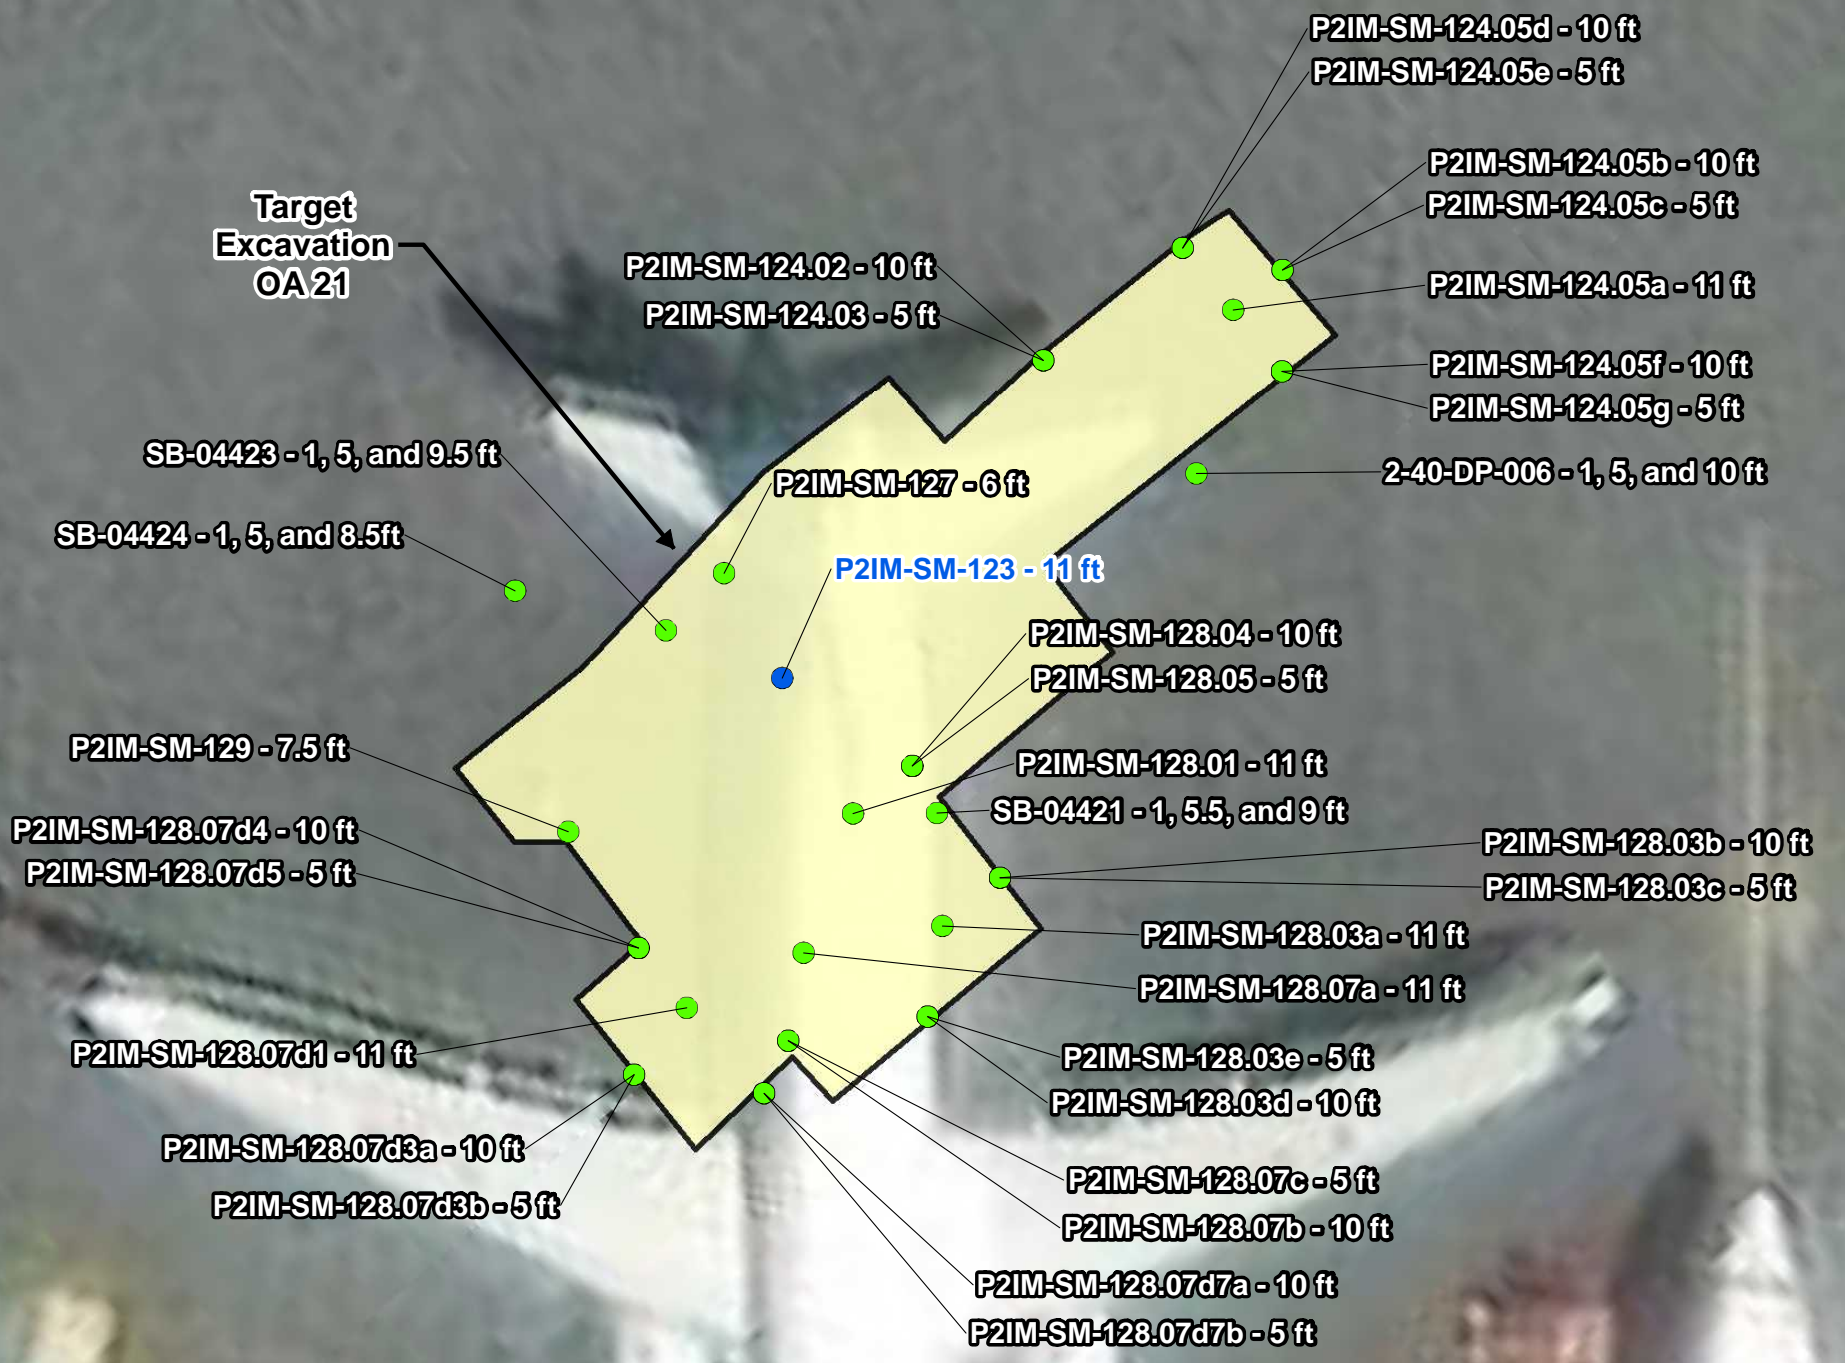 P2IM-SM-124.05d - 10 ft
P2IM-SM-124.05e - 5 ft
P2IM-SM-124.05b - 10 ft
P2IM-SM-124.05c - 5 ft
Target
Excavation
OA 21
P2IM-SM-124.02 - 10 ft
P2IM-SM-124.03 - 5 ft
P2IM-SM-124.05a - 11 ft
P2IM-SM-124.05f - 10 ft
P2IM-SM-124.05g - 5 ft
SB-04423 - 1, 5, and 9.5 ft
P2IM-SM-127 - 6 ft
2-40-DP-006 - 1, 5, and 10 ft
SB-04424 - 1, 5, and 8.5ft
P2IM-SM-123 - 11 ft
P2IM-SM-128.04 - 10 ft
P2IM-SM-128.05 - 5 ft
P2IM-SM-129 - 7.5 ft
P2IM-SM-128.01 - 11 ft
SB-04421 - 1, 5.5, and 9 ft
P2IM-SM-128.07d4 - 10 ft
P2IM-SM-128.07d5 - 5 ft
P2IM-SM-128.03b - 10 ft
P2IM-SM-128.03c - 5 ft
P2IM-SM-128.03a - 11 ft
P2IM-SM-128.07a - 11 ft
P2IM-SM-128.07d1 - 11 ft
P2IM-SM-128.03e - 5 ft
P2IM-SM-128.03d - 10 ft
P2IM-SM-128.07d3a - 10 ft
P2IM-SM-128.07d3b - 5 ft
P2IM-SM-128.07c - 5 ft
P2IM-SM-128.07b - 10 ft
P2IM-SM-128.07d7a - 10 ft
P2IM-SM-128.07d7b - 5 ft